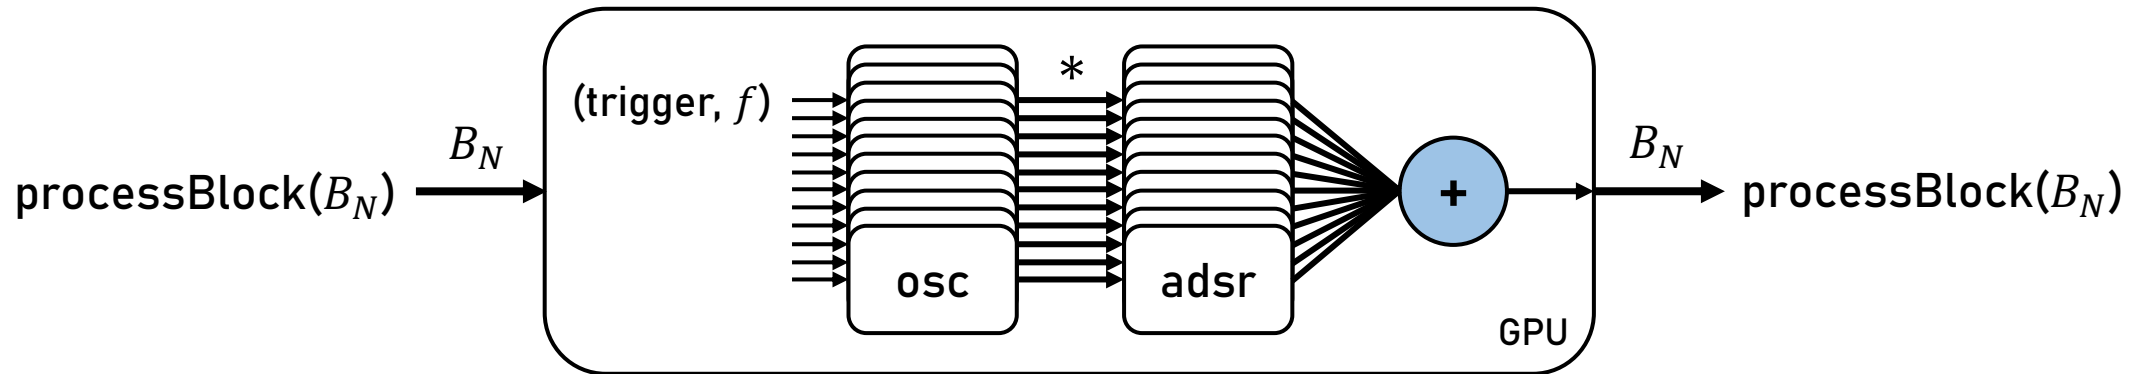 processBlock(B_N)
B_N
(trigger, f)
*
osc
adsr
+
GPU
B_N
processBlock(B_N)